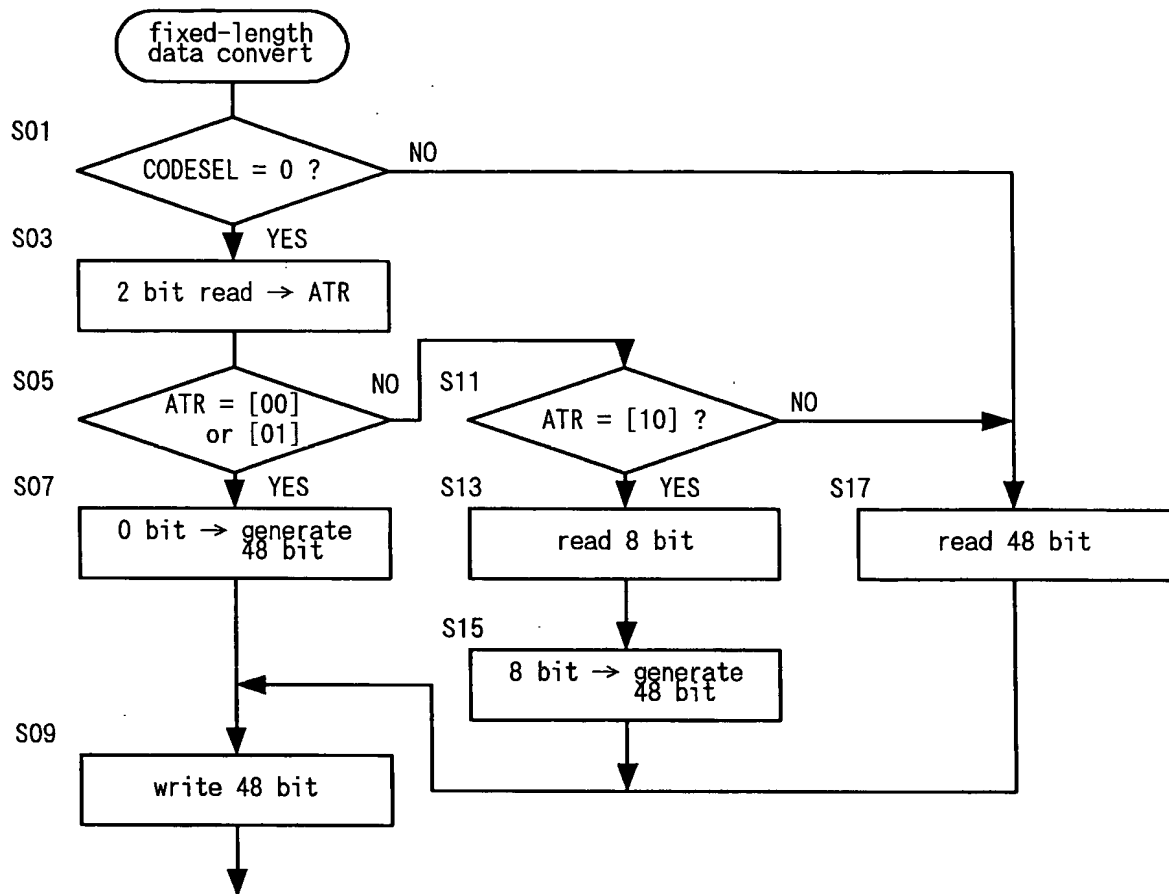 fixed-length
data convert
S01
CODESEL = 0 ?
NO
S03
YES
2 bit read → ATR
S05
ATR = [00]
or [01]
NO
S11
ATR = [10] ?
NO
S07
YES
0 bit → generate
48 bit
S13
YES
read 8 bit
S17
read 48 bit
S15
8 bit → generate
48 bit
S09
write 48 bit